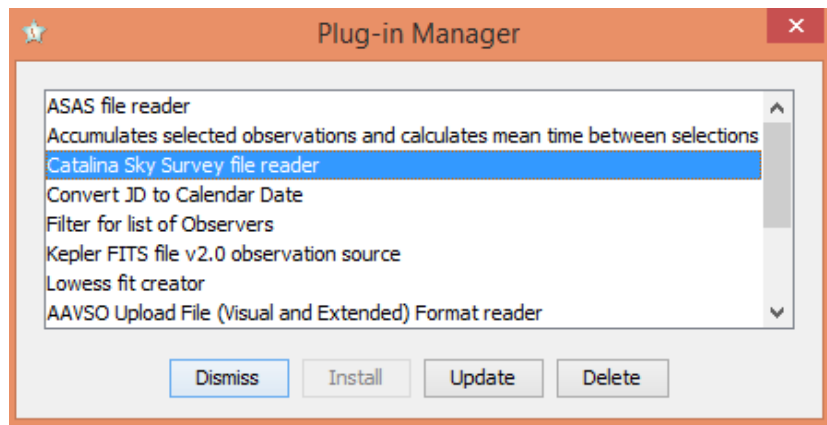 Plug-in Manager
ASAS file reader
Accumulates selected observations and calculates mean time between selections
Catalina Sky Survey file reader
Convert JD to Calendar Date
Filter for list of Observers
Kepler FITS file v2.0 observation source
Lowess fit creator
AAVSO Upload File (Visual and Extended) Format reader
Dismiss Install Update Delete